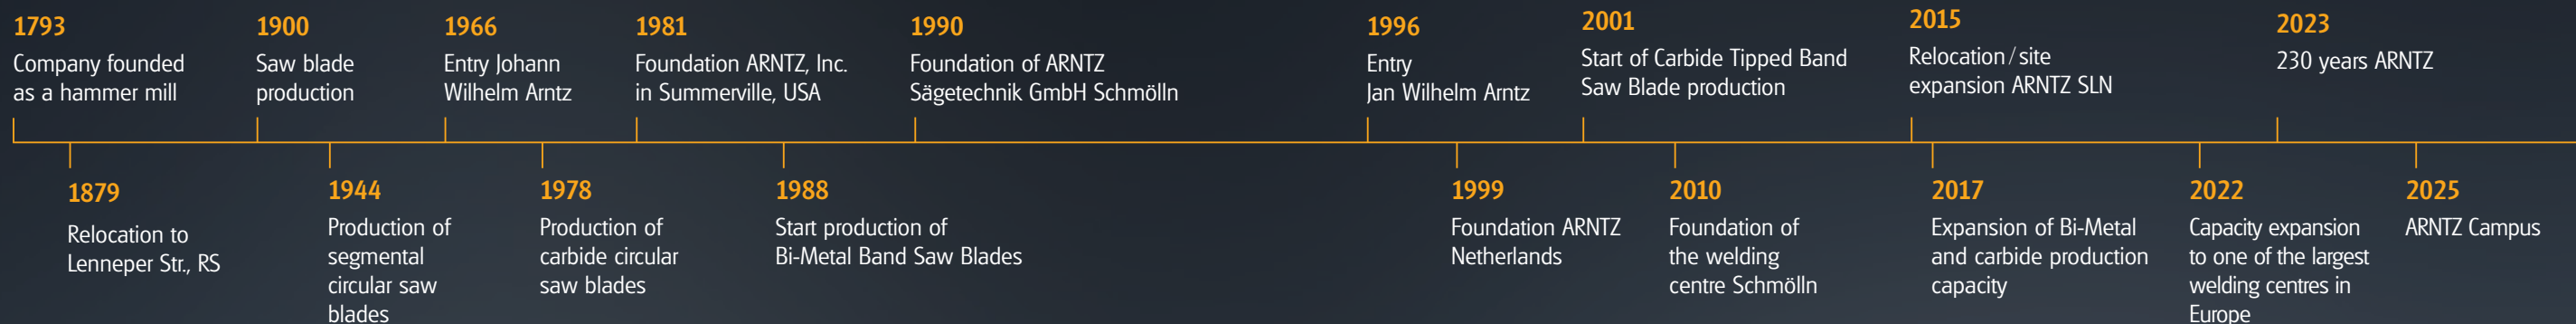 1793
Company founded
as a hammer mill
1900
Saw blade
production
1966
Entry Johann
Wilhelm Arntz
1981
Foundation ARNTZ, Inc.
in Summerville, USA
1990
Foundation of ARNTZ
Sägetechnik GmbH Schmölln
1996
Entry
Jan Wilhelm Arntz
2001
Start of Carbide Tipped Band
Saw Blade production
2015
Relocation / site
expansion ARNTZ SLN
2023
230 years ARNTZ
1879
Relocation to
Lenneper Str., RS
1944
Production of
segmental
circular saw
blades
1978
Production of
carbide circular
saw blades
1988
Start production of
Bi-Metal Band Saw Blades
1999
Foundation ARNTZ
Netherlands
2010
Foundation of
the welding
centre Schmölln
2017
Expansion of Bi-Metal
and carbide production
capacity
2022
Capacity expansion
to one of the largest
welding centres in
Europe
2025
ARNTZ Campus